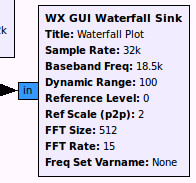 WX GUI Waterfall Sink
Title: Waterfall Plot
Sample Rate: 32k
Baseband Freq: 18.5k
Dynamic Range: 100
in
Reference Level: 0
Ref Scale (p2p): 2
FFT Size: 512
FFT Rate: 15
Freq Set Varname: None